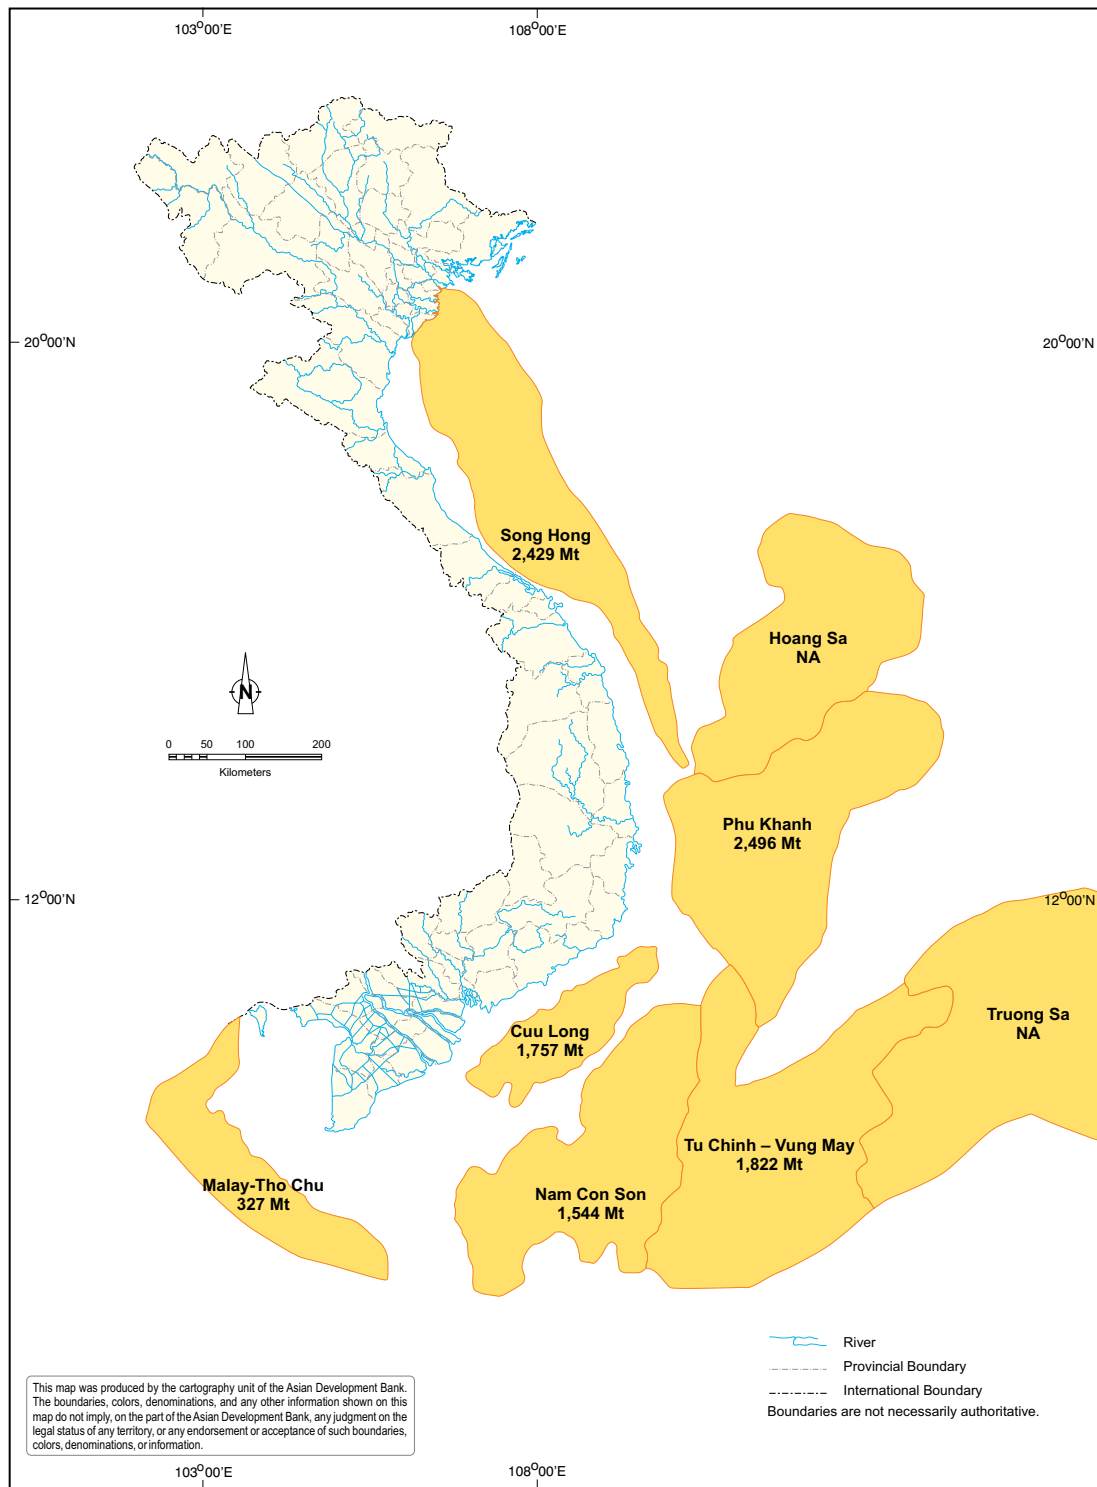 103°00'E
108°00'E
20°00'N
20°00'N
Song Hong
2,429 Mt
Hoang Sa
NA
N
0 50 100 200
Kilometers
Phu Khanh
2,496 Mt
12°00'N
12°00'N
Truong Sa
NA
Cuu Long
1,757 Mt
Tu Chinh – Vung May
1,822 Mt
Malay-Tho Chu
327 Mt
Nam Con Son
1,544 Mt
River
Provincial Boundary
International Boundary
Boundaries are not necessarily authoritative.
This map was produced by the cartography unit of the Asian Development Bank.
The boundaries, colors, denominations, and any other information shown on this
map do not imply, on the part of the Asian Development Bank, any judgment on the
legal status of any territory, or any endorsement or acceptance of such boundaries,
colors, denominations, or information.
103°00'E
108°00'E